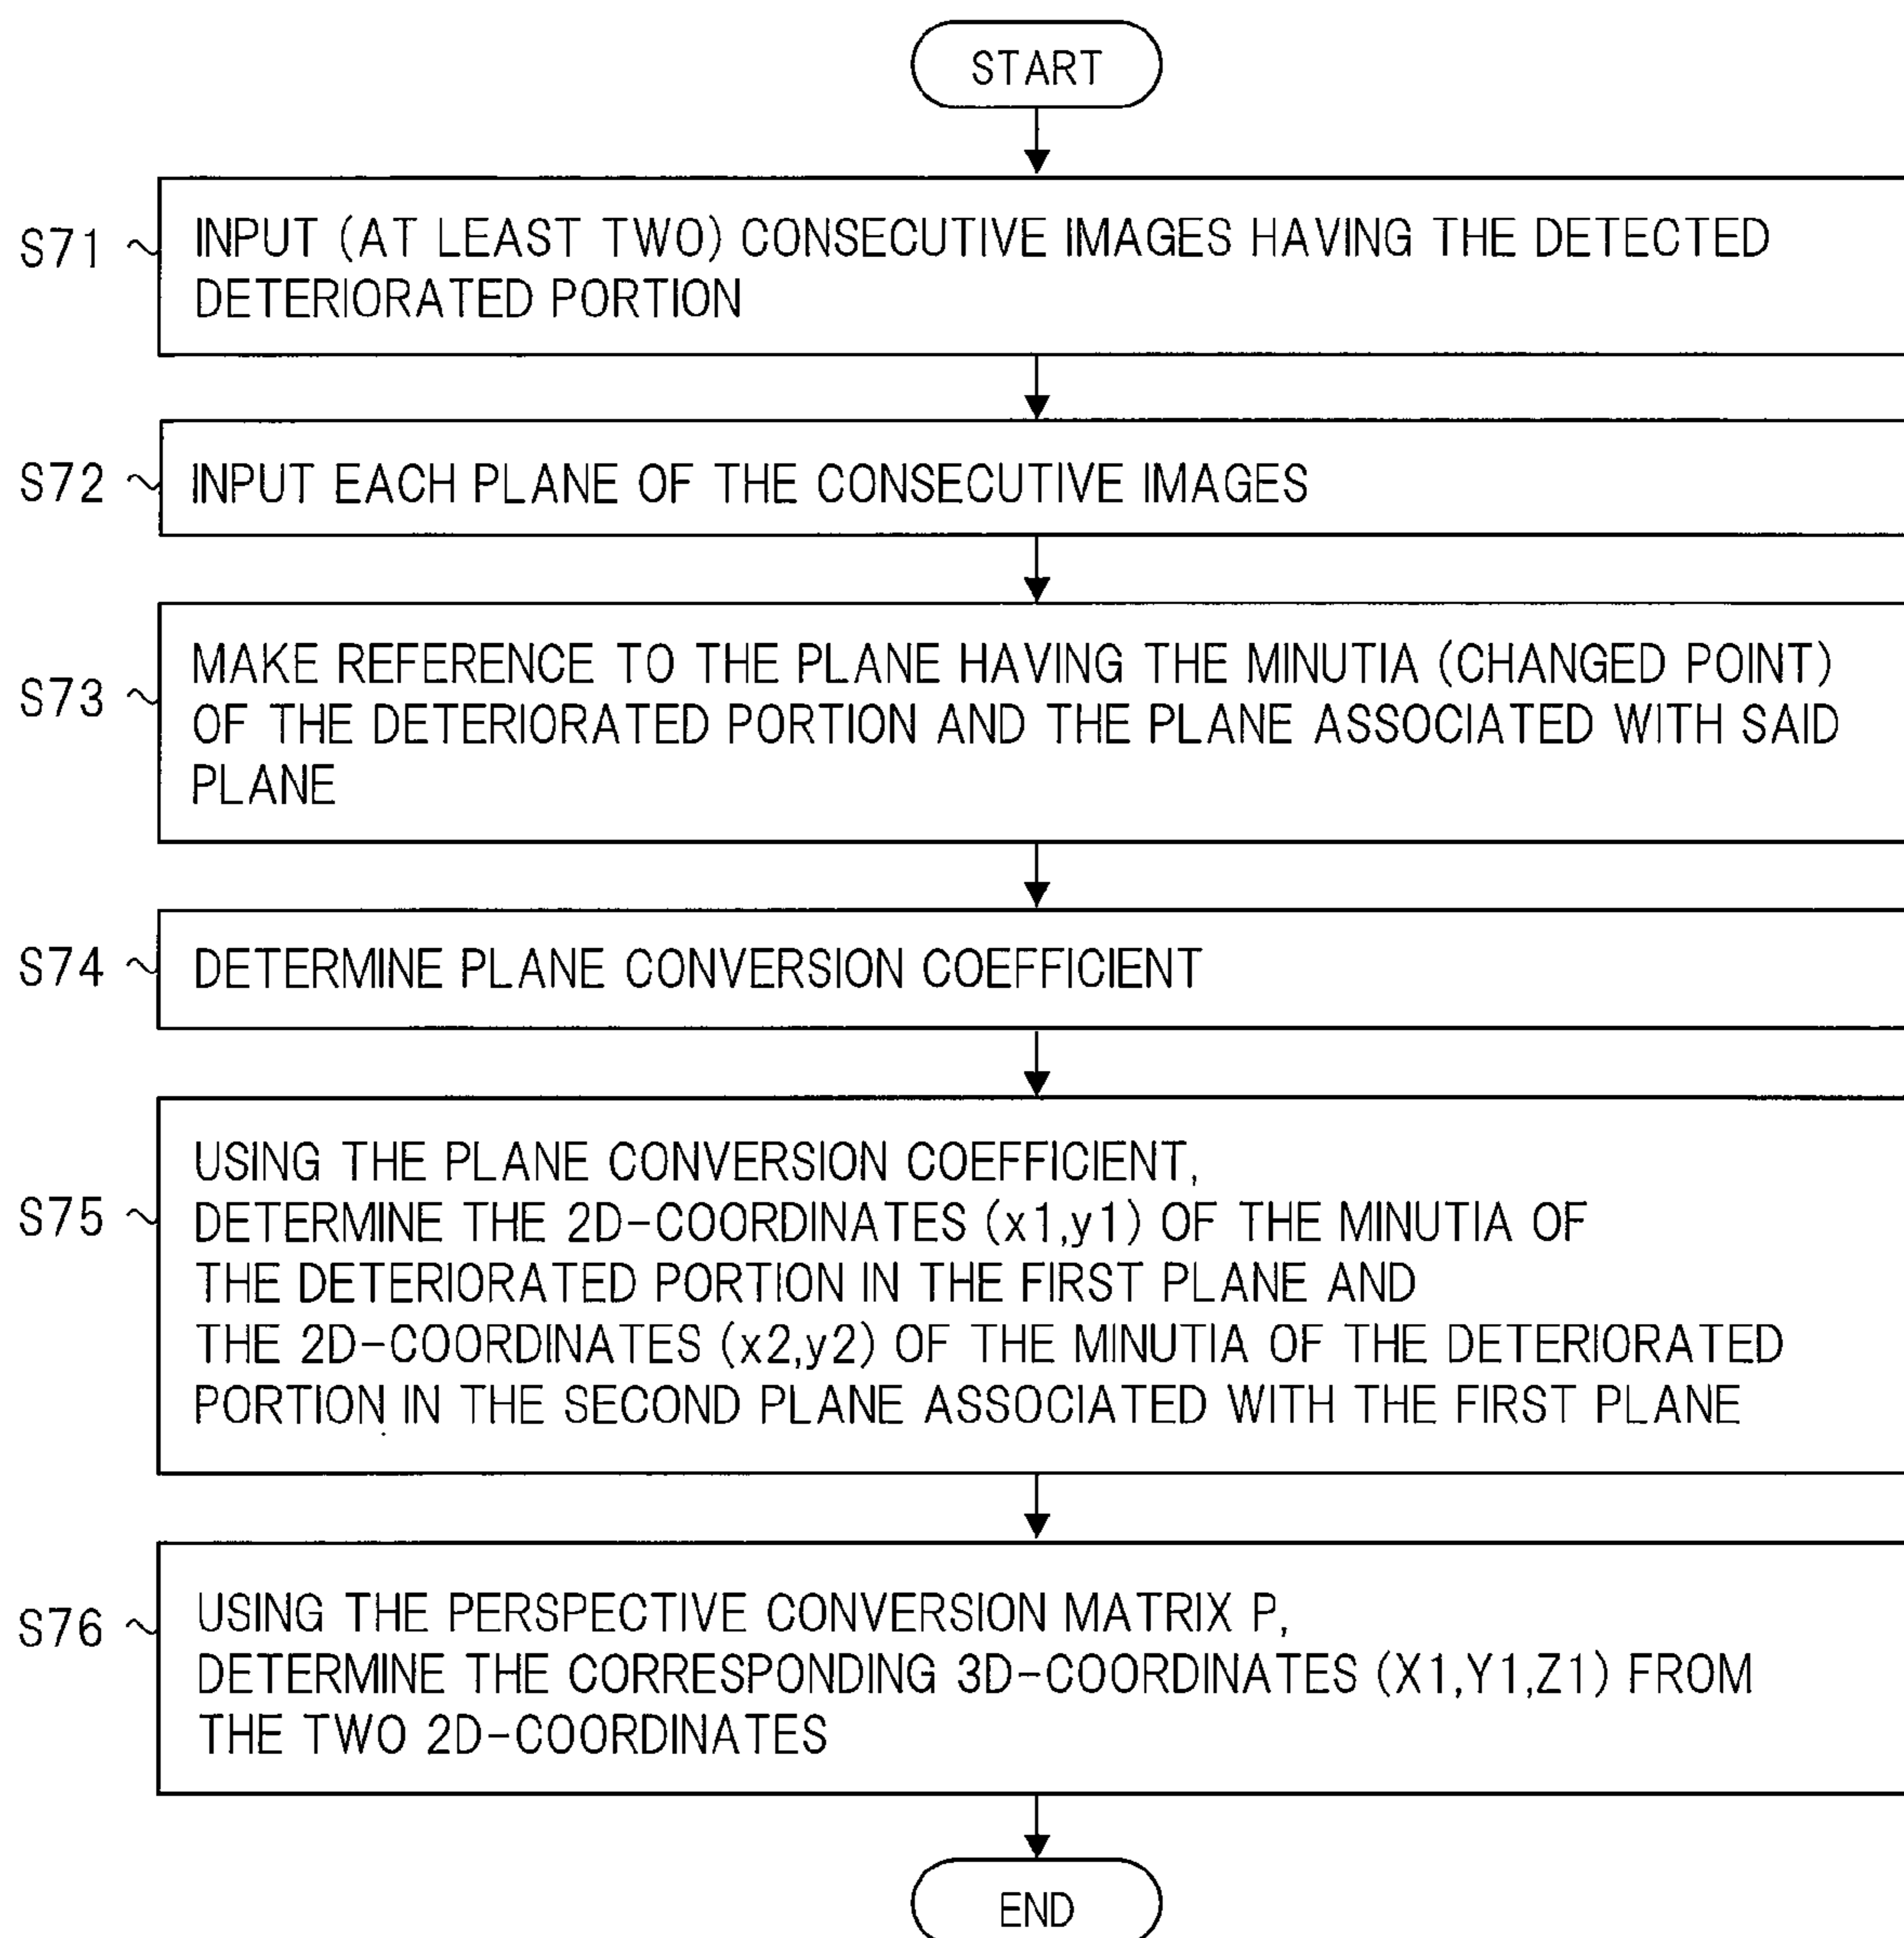 START
S71
INPUT (AT LEAST TWO) CONSECUTIVE IMAGES HAVING THE DETECTED
DETERIORATED PORTION
S72
INPUT EACH PLANE OF THE CONSECUTIVE IMAGES
S73
MAKE REFERENCE TO THE PLANE HAVING THE MINUTIA (CHANGED POINT)
OF THE DETERIORATED PORTION AND THE PLANE ASSOCIATED WITH SAID
PLANE
S74
DETERMINE PLANE CONVERSION COEFFICIENT
S75
USING THE PLANE CONVERSION COEFFICIENT,
DETERMINE THE 2D-COORDINATES (x1,y1) OF THE MINUTIA OF
THE DETERIORATED PORTION IN THE FIRST PLANE AND
THE 2D-COORDINATES (x2,y2) OF THE MINUTIA OF THE DETERIORATED
PORTION IN THE SECOND PLANE ASSOCIATED WITH THE FIRST PLANE
S76
USING THE PERSPECTIVE CONVERSION MATRIX P,
DETERMINE THE CORRESPONDING 3D-COORDINATES (X1,Y1,Z1) FROM
THE TWO 2D-COORDINATES
END